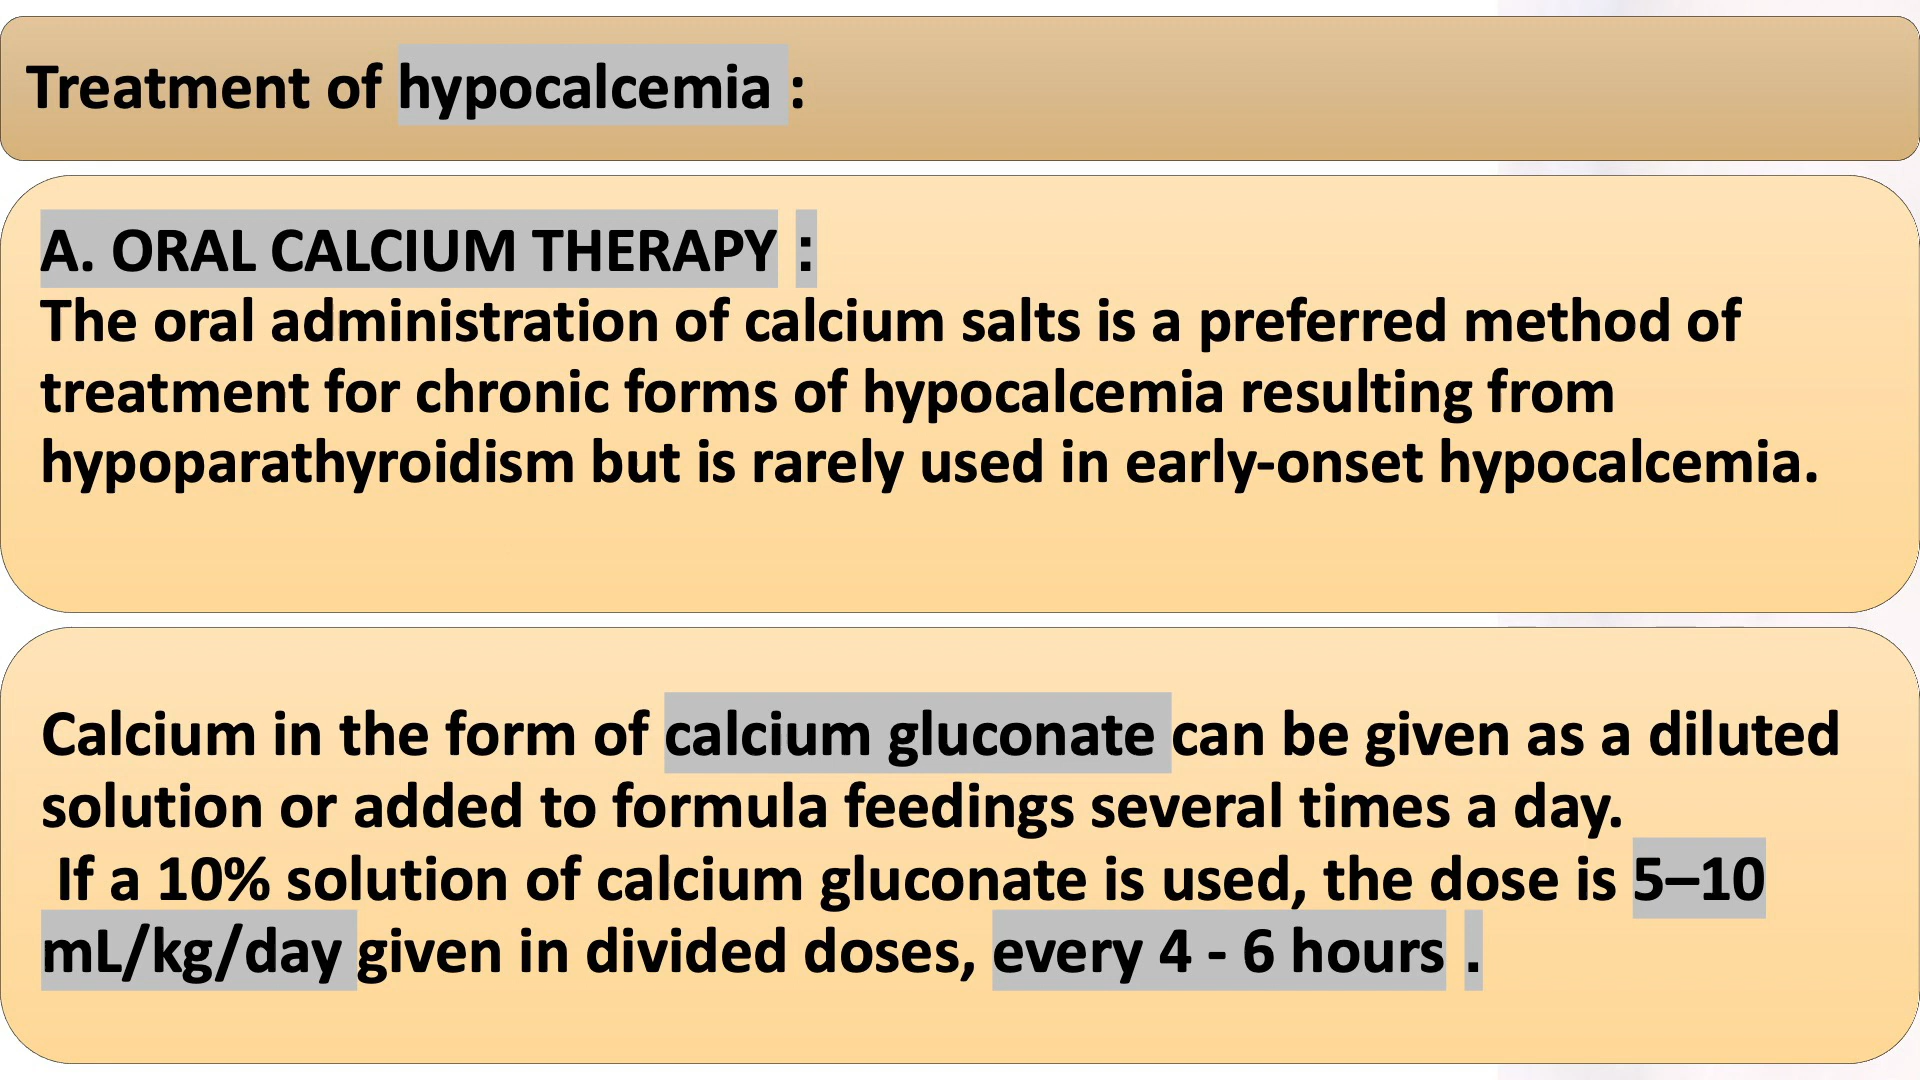 Treatment of hypocalcemia :
A. ORAL CALCIUM THERAPY :
The oral administration of calcium salts is a preferred method of
treatment for chronic forms of hypocalcemia resulting from
hypoparathyroidism but is rarely used in early-onset hypocalcemia.
Calcium in the form of calcium gluconate can be given as a diluted
solution or added to formula feedings several times a day.
If a 10% solution of calcium gluconate is used, the dose is 5–10
mL/kg/day given in divided doses, every 4 - 6 hours .